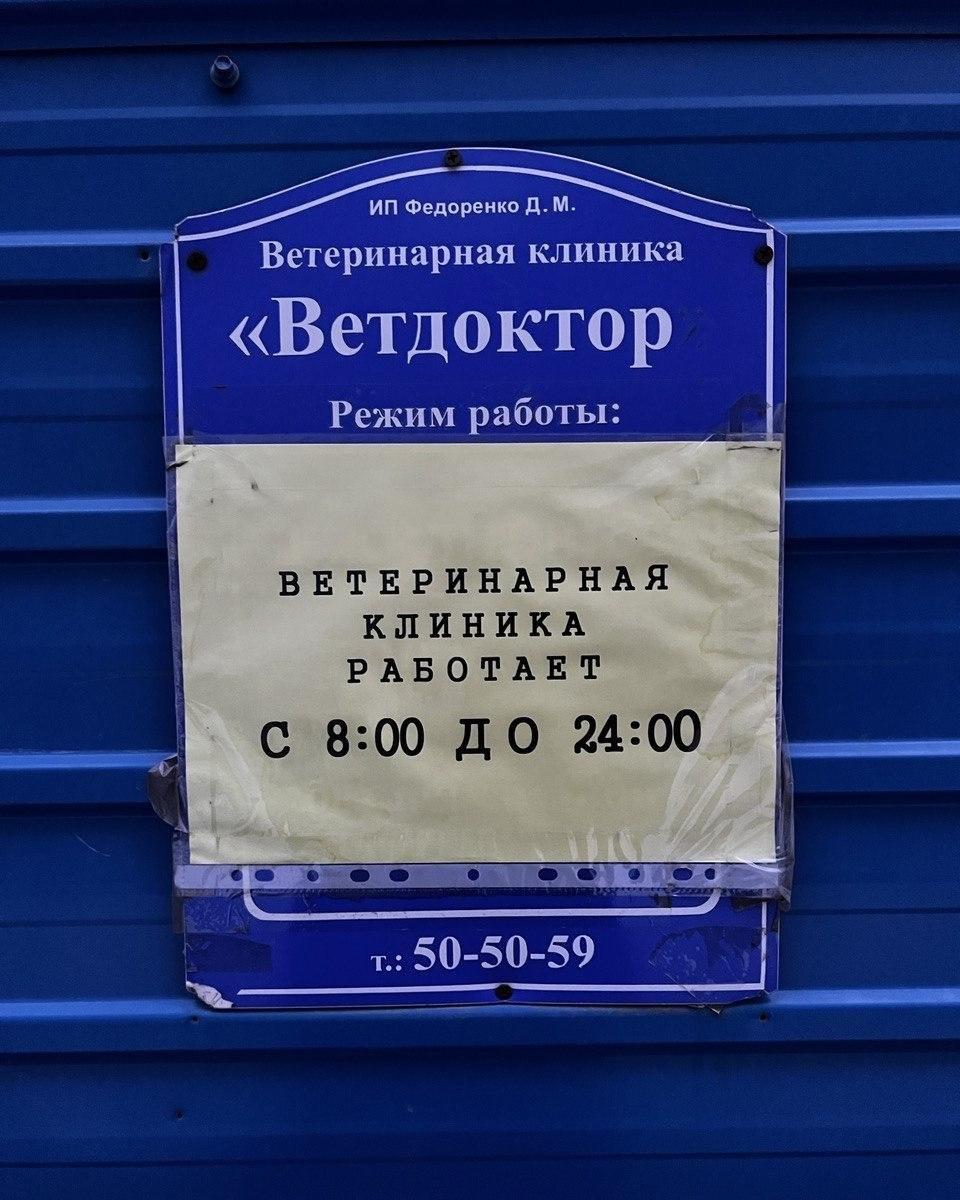 ИП Федоренко Д. М.
Ветеринарная клиника
«Ветдоктор
Режим работы:
ВЕТЕРИНАРНАЯ
КЛИНИКА
РАБОТАЕТ
С 8:00 ДО 24:00
т.: 50-50-59